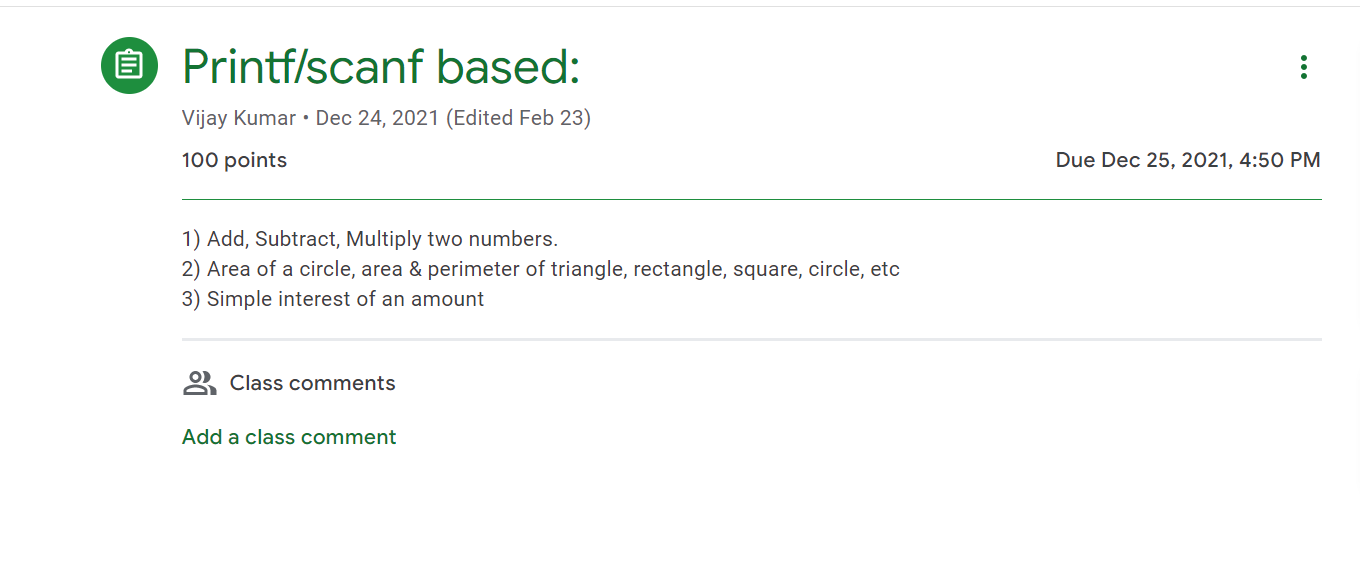 Printf/scanf based:
Vijay Kumar • Dec 24, 2021 (Edited Feb 23)
100 points
Due Dec 25, 2021, 4:50 PM
1) Add, Subtract, Multiply two numbers.
2) Area of a circle, area & perimeter of triangle, rectangle, square, circle, etc
3) Simple interest of an amount
Class comments
Add a class comment